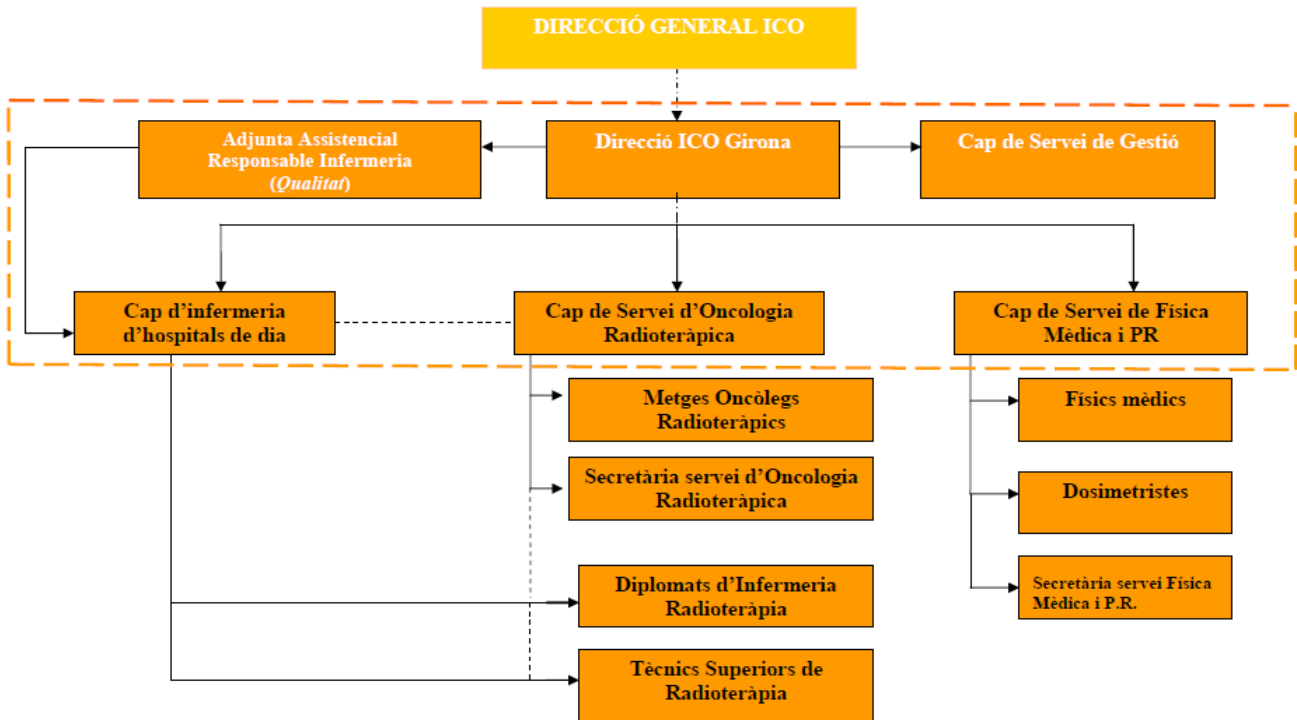 DIRECCIÓ GENERAL ICO
Adjunta Assistencial
Responsable Infermeria
(Qualitat)
Direcció ICO Girona
Cap de Servei de Gestió
Cap d’infermeria
d’hospitals de dia
Cap de Servei d’Oncologia
Radioteràpica
Cap de Servei de Física
Mèdica i PR
Metges Oncòlegs
Radioteràpics
Secretària servei d’Oncologia
Radioteràpica
Diplomats d’Infermeria
Radioteràpia
Tècnics Superiors de
Radioteràpia
Físics mèdics
Dosimetristes
Secretària servei Física
Mèdica i P.R.